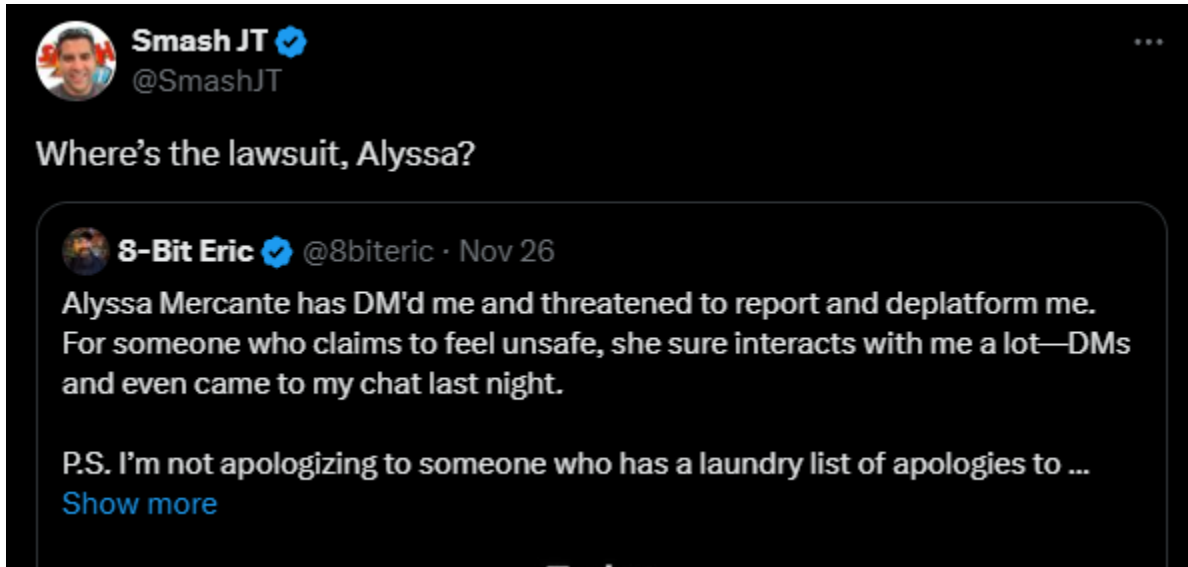 Smash JT
@SmashJT
Where’s the lawsuit, Alyssa?
8-Bit Eric @8biteric · Nov 26
Alyssa Mercante has DM'd me and threatened to report and deplatform me.
For someone who claims to feel unsafe, she sure interacts with me a lot—DMs
and even came to my chat last night.
P.S. I’m not apologizing to someone who has a laundry list of apologies to ...
Show more